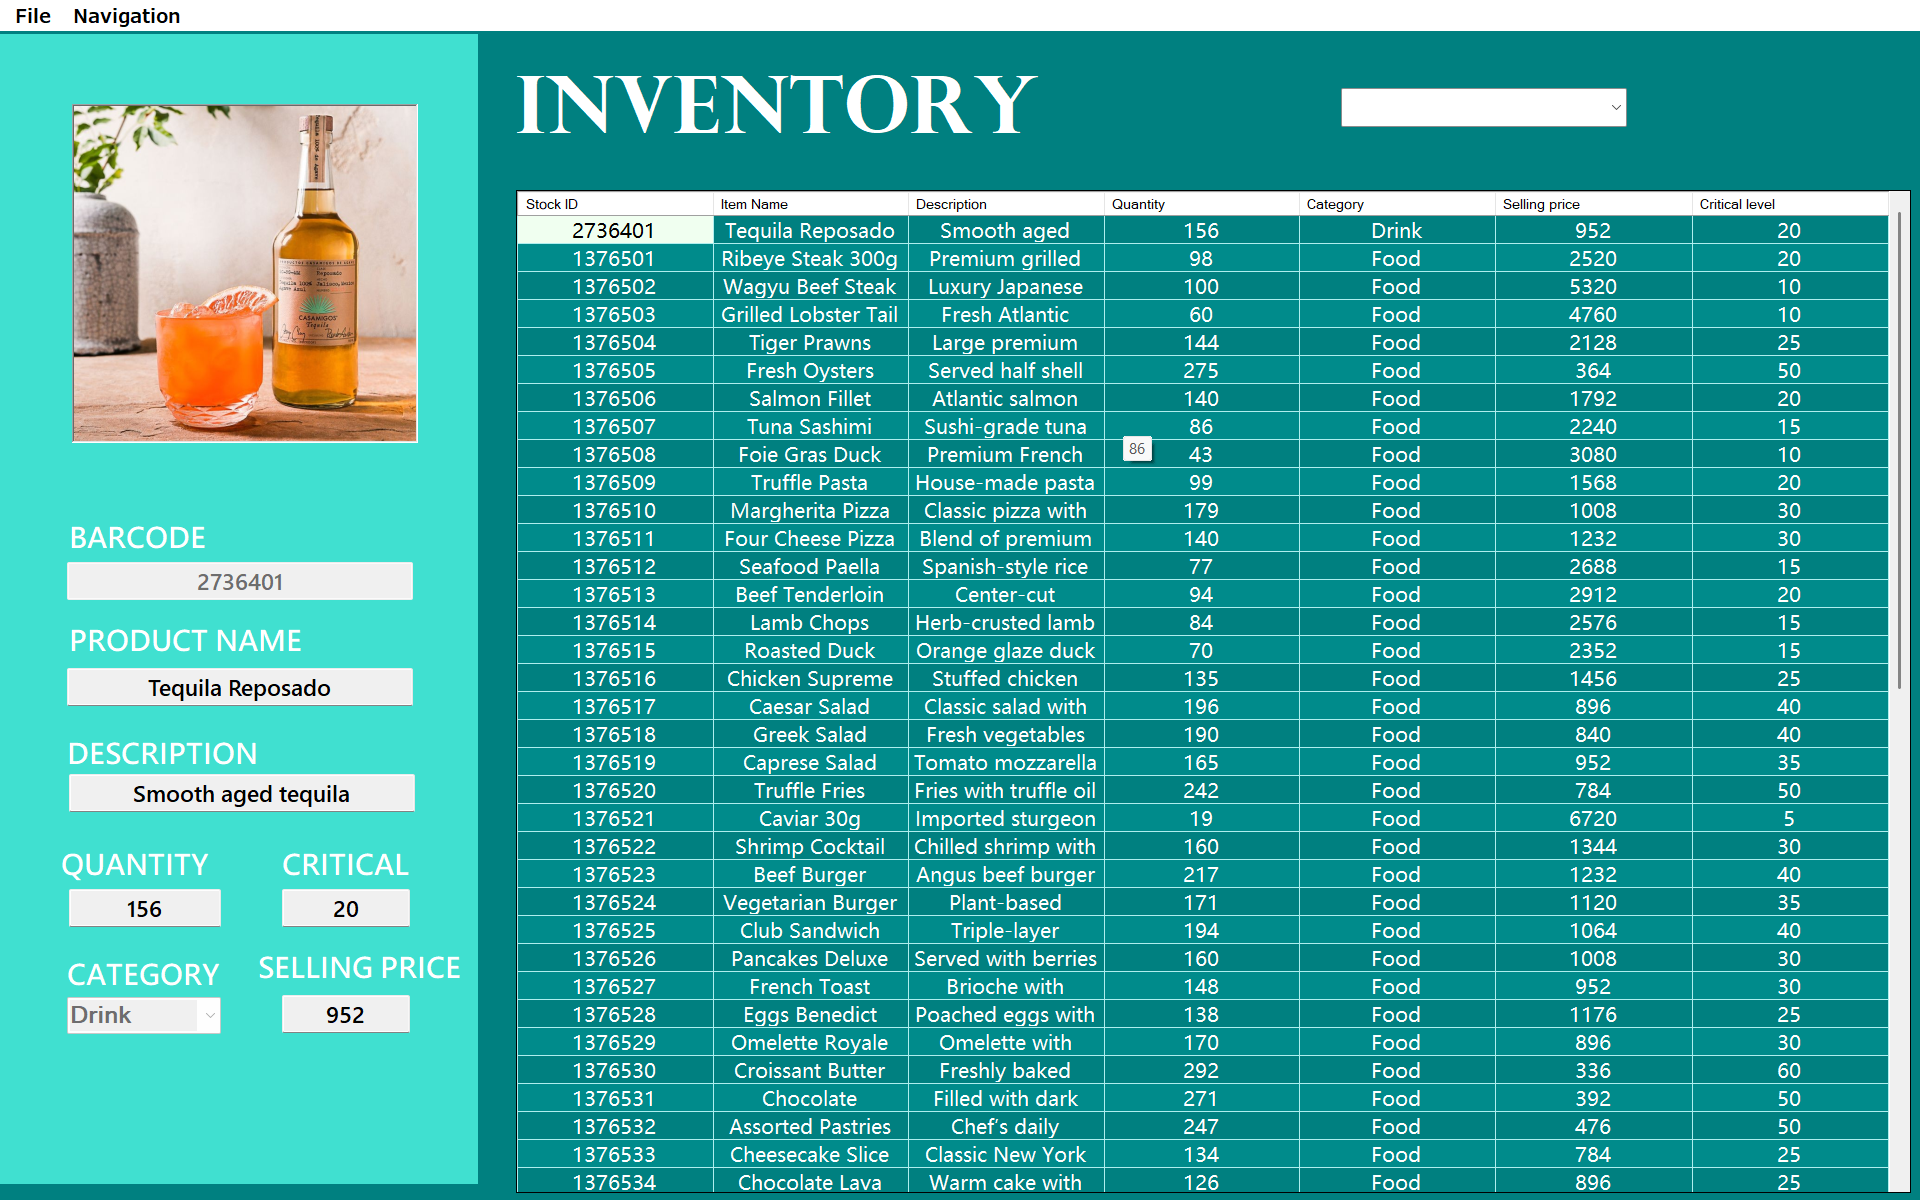 File Navigation
INVENTORY
CASAMIGOS
Tequila
BARCODE
2736401
PRODUCT NAME
Tequila Reposado
DESCRIPTION
Smooth aged tequila
QUANTITY CRITICAL
156 20
CATEGORY SELLING PRICE
Drink 952
Stock ID Item Name Description Quantity Category Selling price Critical level
2736401 Tequila Reposado Smooth aged 156 Drink 952 20
1376501 Ribeye Steak 300g Premium grilled 98 Food 2520 20
1376502 Wagyu Beef Steak Luxury Japanese 100 Food 5320 10
1376503 Grilled Lobster Tail Fresh Atlantic 60 Food 4760 10
1376504 Tiger Prawns Large premium 144 Food 2128 25
1376505 Fresh Oysters Served half shell 275 Food 364 50
1376506 Salmon Fillet Atlantic salmon 140 Food 1792 20
1376507 Tuna Sashimi Sushi-grade tuna 86 Food 2240 15
86
1376508 Foie Gras Duck Premium French 43 Food 3080 10
1376509 Truffle Pasta House-made pasta 99 Food 1568 20
1376510 Margherita Pizza Classic pizza with 179 Food 1008 30
1376511 Four Cheese Pizza Blend of premium 140 Food 1232 30
1376512 Seafood Paella Spanish-style rice 77 Food 2688 15
1376513 Beef Tenderloin Center-cut 94 Food 2912 20
1376514 Lamb Chops Herb-crusted lamb 84 Food 2576 15
1376515 Roasted Duck Orange glaze duck 70 Food 2352 15
1376516 Chicken Supreme Stuffed chicken 135 Food 1456 25
1376517 Caesar Salad Classic salad with 196 Food 896 40
1376518 Greek Salad Fresh vegetables 190 Food 840 40
1376519 Caprese Salad Tomato mozzarella 165 Food 952 35
1376520 Truffle Fries Fries with truffle oil 242 Food 784 50
1376521 Caviar 30g Imported sturgeon 19 Food 6720 5
1376522 Shrimp Cocktail Chilled shrimp with 160 Food 1344 30
1376523 Beef Burger Angus beef burger 217 Food 1232 40
1376524 Vegetarian Burger Plant-based 171 Food 1120 35
1376525 Club Sandwich Triple-layer 194 Food 1064 40
1376526 Pancakes Deluxe Served with berries 160 Food 1008 30
1376527 French Toast Brioche with 148 Food 952 30
1376528 Eggs Benedict Poached eggs with 138 Food 1176 25
1376529 Omelette Royale Omelette with 170 Food 896 30
1376530 Croissant Butter Freshly baked 292 Food 336 60
1376531 Chocolate Filled with dark 271 Food 392 50
1376532 Assorted Pastries Chef's daily 247 Food 476 50
1376533 Cheesecake Slice Classic New York 134 Food 784 25
1376534 Chocolate Lava Warm cake with 126 Food 896 25